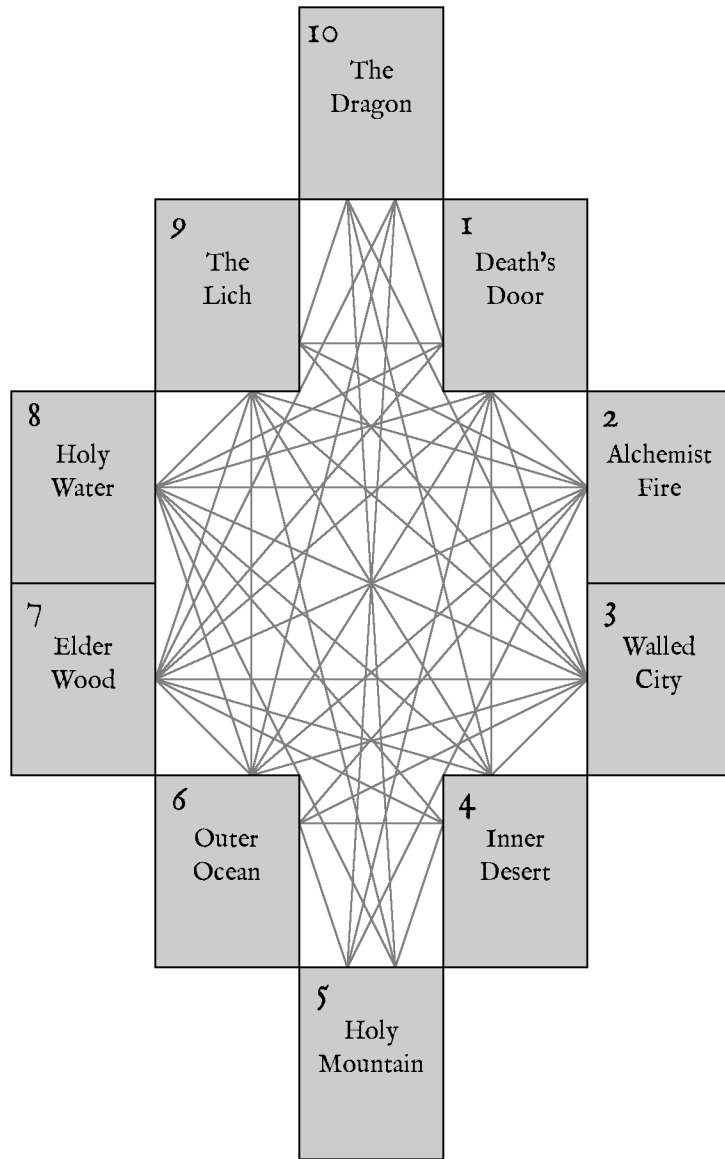 10
The
Dragon
9
The
Lich
1
Death's
Door
8
Holy
Water
2
Alchemist
Fire
7
Elder
Wood
3
Walled
City
6
Outer
Ocean
4
Inner
Desert
5
Holy
Mountain